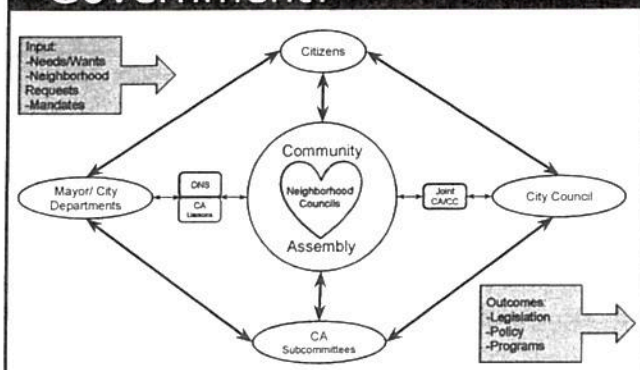 Government.
Input:
-Needs/Wants
-Neighborhood
Requests
-Mandates
Citizens
Community
Neighborhood
Councils
Assembly
Mayor/ City
Departments
ONS
CA
Liaisons
Joint
CA/CC
City Council
CA
Subcommittees
Outcomes:
-Legislation
-Policy
-Programs